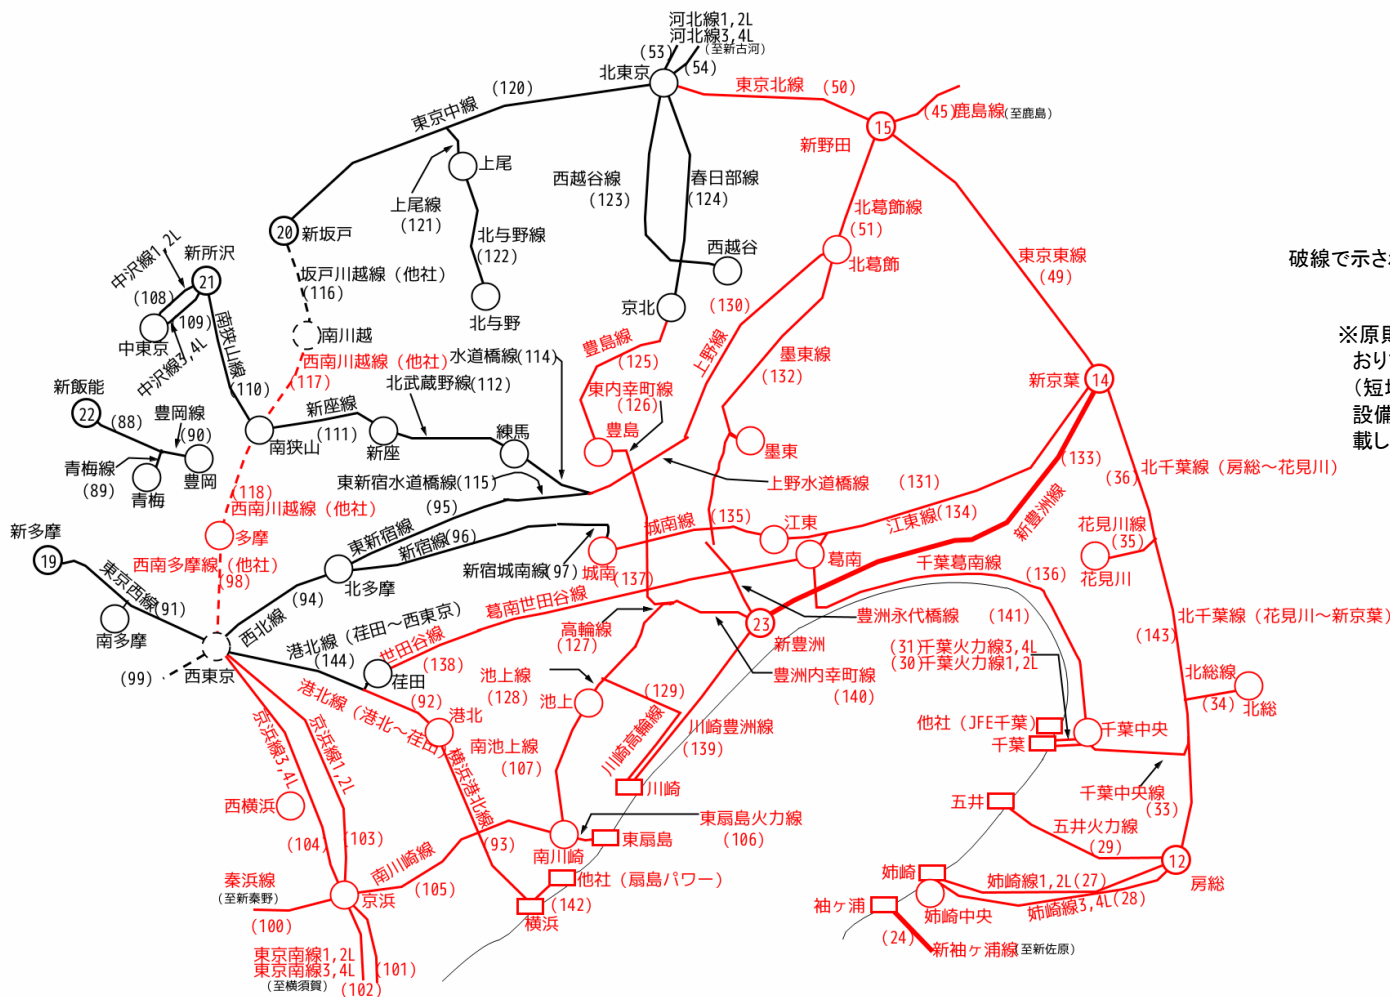 河北線1,2L
河北線3,4L
(至新古河)
(53)
(54)
北東京
(120)
東京中線
東京北線
(50)
(45)
鹿島線
(至鹿島)
15
新野田
上尾
上尾線
(121)
西越谷線
(123)
春日部線
(124)
北葛飾線
(51)
北葛飾
20
新坂戸
北与野線
(122)
北与野
西越谷
京北
(130)
東京東線
(49)
破線で示さ
中沢線1,2L
新所沢
21
(108)
(109)
中東京
中沢線3,4L
南狭山線
(110)
坂戸川越線(他社)
(116)
南川越
西南川越線(他社)
(117)
水道橋線(114)
豊島線
(125)
上野線
墨東線
(132)
※原則
おり
(短
設備
載し
新飯能
22
(88)
豊岡線
(90)
青梅線
(89)
青梅
豊岡
新座線
(111)
南狭山
新座
北武蔵野線(112)
練馬
東内幸町線
(126)
豊島
墨東
新京葉
14
(133)
(36)
北千葉線(房総~花見川)
(118)
西南川越線(他社)
東新宿水道橋線(115)
上野水道橋線
(131)
新豊洲線
新多摩
19
多摩
西南多摩線(他社)
(98)
(95)
東新宿線
新宿線(96)
新宿城南線(97)
城南線
(135)
江東
江東線(134)
花見川線
(35)
花見川
城南
(137)
葛南
千葉葛南線
(136)
東京西線
(91)
南多摩
北多摩
(94)
西北線
葛南世田谷線
港北線(荏田~西東京)
(144)
世田谷線
(138)
高輪線
(127)
23
新豊洲
豊洲永代橋線
(141)
(31)千葉火力線3,4L
(30)千葉火力線1,2L
北千葉線(花見川~新京葉)
(143)
西東京
(99)
荏田
(92)
池上線
(128)
(129)
豊洲内幸町線
(140)
北総線
(34)
北総
港北線(港北~荏田)
港北
池上
川崎高輪線
川崎豊洲線
(139)
他社(JFE千葉)
千葉
千葉中央
京浜線3,4L
京浜線1,2L
南池上線
(107)
横浜港北線
(93)
川崎
千葉中央線
(33)
西横浜
(104)
(103)
五井
五井火力線
(29)
南川崎
東扇島
東扇島火力線
(106)
12
房総
秦浜線
(至新秦野)
(100)
京浜
南川崎線
(105)
他社(扇島パワー)
(142)
横浜
姉崎
姉崎線1,2L(27)
姉崎線3,4L(28)
姉崎中央
袖ヶ浦
(24)
新袖ヶ浦線
(至新佐原)
東京南線1,2L
東京南線3,4L
(至横須賀)
(101)
(102)